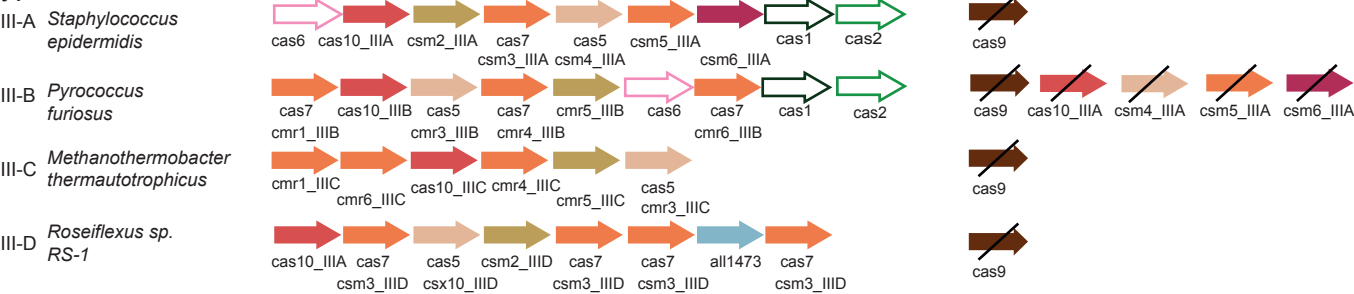 III-A Staphylococcus epidermidis
cas6 cas10_IIIA csm2_IIIA cas7 cas5 csm5_IIIA csm6_IIIA cas1 cas2 cas9
csm3_IIIA csm4_IIIA
III-B Pyrococcus furiosus
cas7 cas10_IIIB cas5 cas7 cmr5_IIIB cas6 cas7 cas1 cas2 cas9 cas10_IIIA csm4_IIIA csm5_IIIA csm6_IIIA
cmr1_IIIB cmr3_IIIB cmr4_IIIB cmr6_IIIB
III-C Methanothermobacter thermautotrophicus
cmr1_IIIC cmr6_IIIC cas10_IIIC cmr4_IIIC cmr5_IIIC cas5 cas9
cmr3_IIIC
III-D Roseiflexus sp. RS-1
cas10_IIIA cas7 cas5 csm2_IIID cas7 cas7 all1473 cas7 cas9
csm3_IIID csx10_IIID csm3_IIID csm3_IIID csm3_IIID